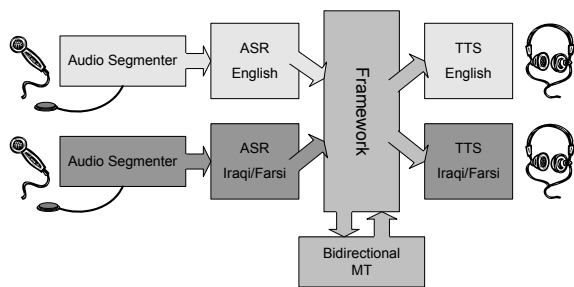 Audio Segmenter
ASR
English
Framework
TTS
English
Audio Segmenter
ASR
Iraqi/Farsi
TTS
Iraqi/Farsi
Bidirectional
MT